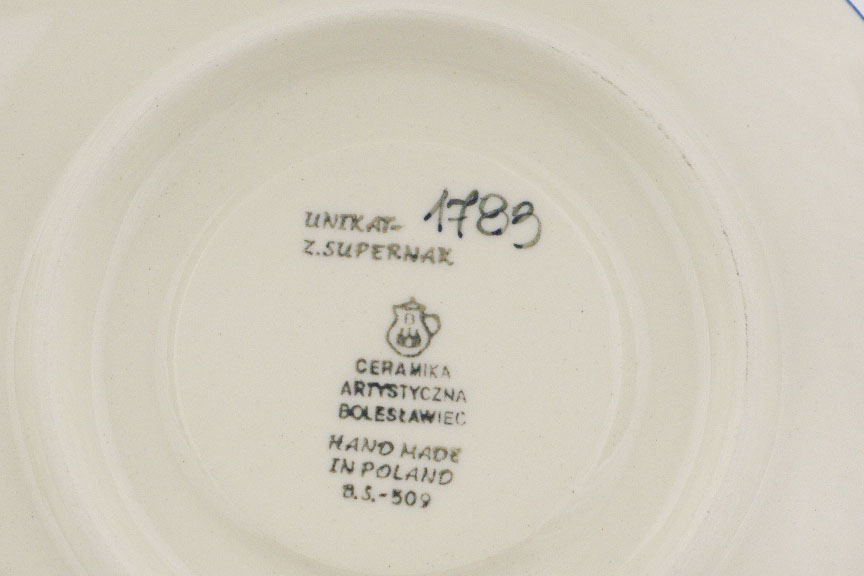 UNIKAT- 1783
Z.SUPERNAK
B
CERAMIKA
ARTYSTYCZNA
BOLESŁAWIEC
HAND MADE
IN POLAND
B.S.-509